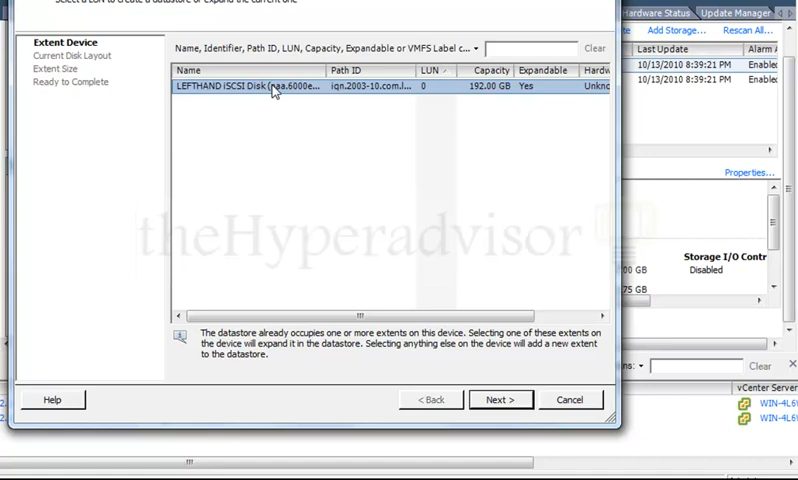 Select a LUN to create a datastore or expand the current one
Hardware Status Update Manager
Extent Device
Current Disk Layout
Extent Size
Ready to Complete
Name, Identifier, Path ID, LUN, Capacity, Expandable or VMFS Label c... Clear
Add Storage... Rescan All...
Name Path ID LUN Capacity Expandable Hardw
LEFTHAND iSCSI Disk (naa.6000e... iqn.2003-10.com.l... 0 192.00 GB Yes Unkno
Last Update Alarm A
10/13/2010 8:39:21 PM Enabled
10/13/2010 8:39:21 PM Enabled
Properties...
theHyperadvisor
Storage I/O Contr
00 GB Disabled
75 GB
The datastore already occupies one or more extents on this device. Selecting one of these extents on
the device will expand it in the datastore. Selecting anything else on the device will add a new extent
to the datastore.
Clear
Help < Back Next > Cancel
vCenter Server
WIN-4L6
WIN-4L6